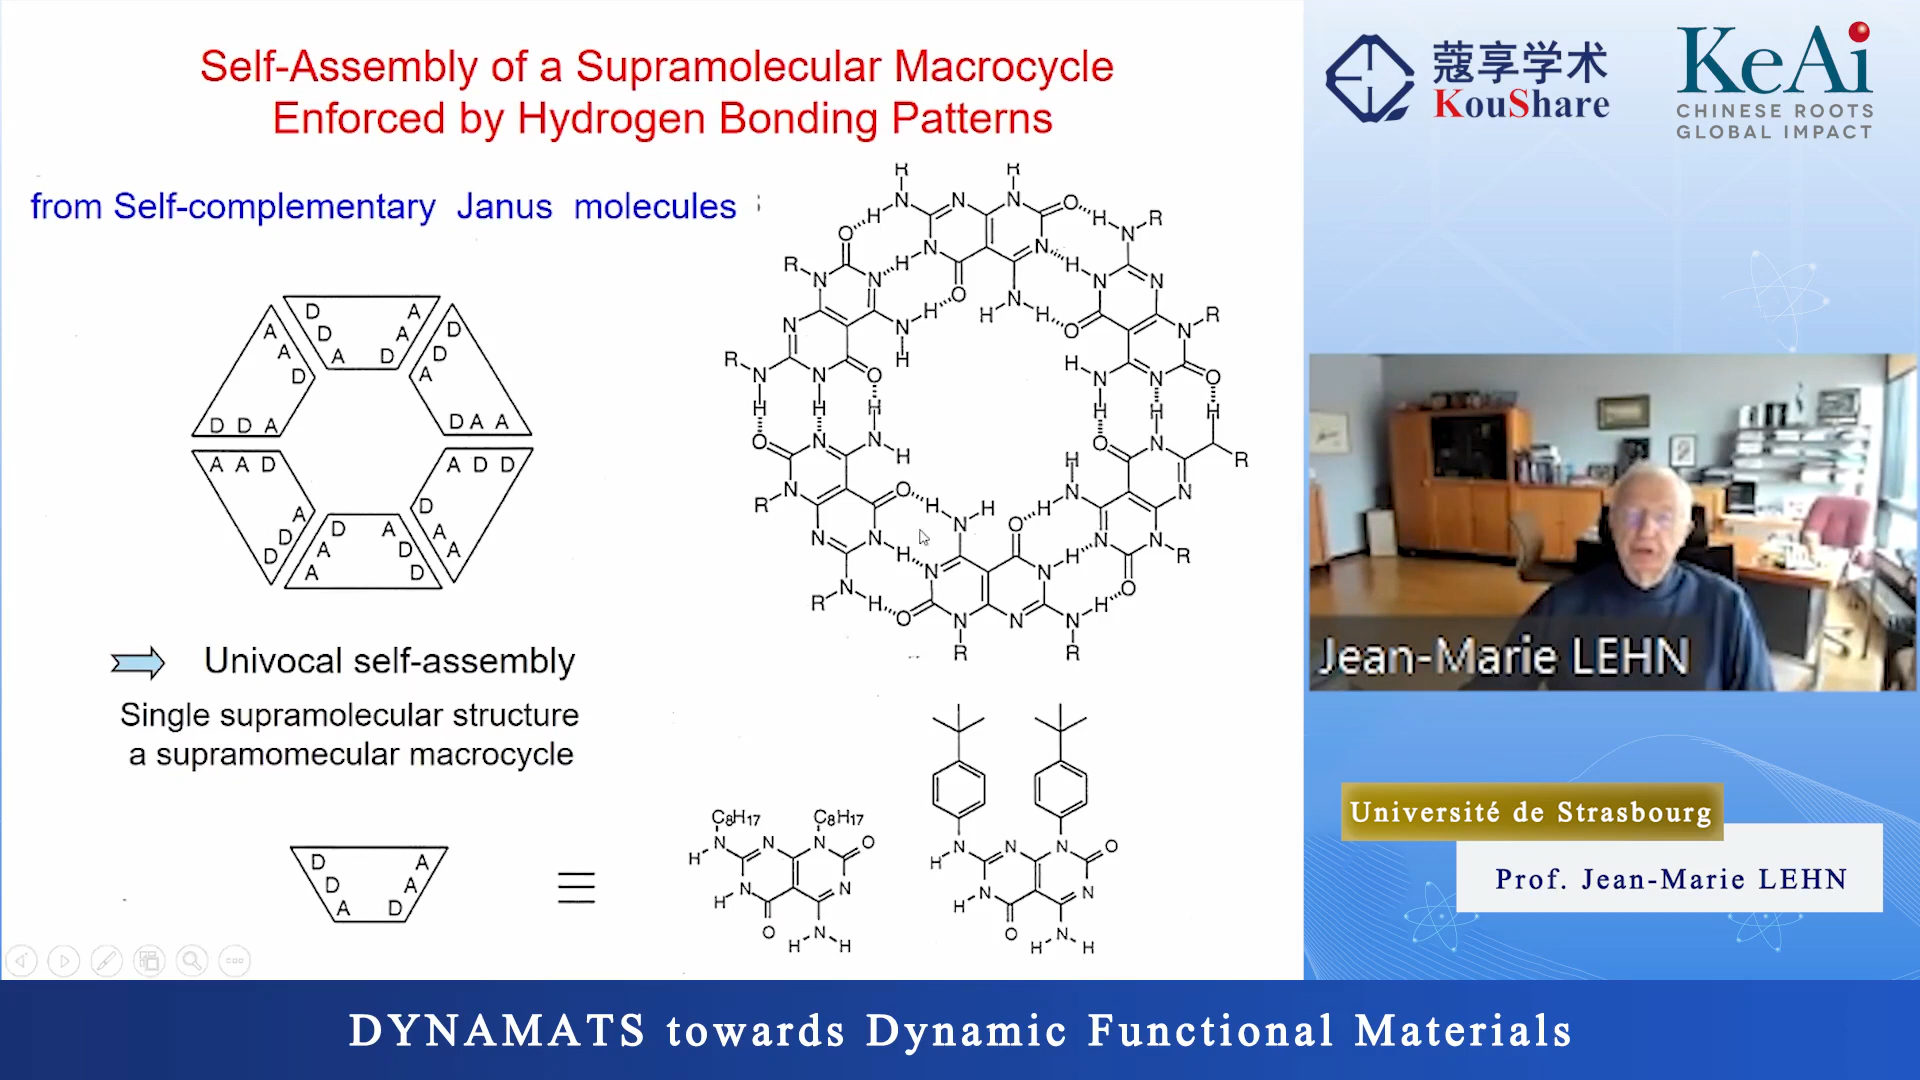 Self-Assembly of a Supramolecular Macrocycle
Enforced by Hydrogen Bonding Patterns
from Self-complementary Janus molecules
D A
D A
A D
A
A
D
D D A
D
D
A
D A A
A A D
A
D
D
A D D
D
A
A
D A
A D
A D
Univocal self-assembly
Single supramolecular structure
a supramomecular macrocycle
D A
D A
A D
≡
R R
H N N N O H N R
O H N O N H N N
R N N H H N R
N N H O H N H O N
R N N O H H N N O
H H H H H H
O N N H O N R
R N N O H H H N N
N N H N O H N N R
R N H O N N N H O
R R
C₈H₁₇ C₈H₁₇
H N N N O
H N N
O H N H
H N N N O
H N N
O H N H
蔻享学术
KouShare
KeAi
CHINESE ROOTS
GLOBAL IMPACT
Jean-Marie LEHN
Université de Strasbourg
Prof. Jean-Marie LEHN
DYNAMATS towards Dynamic Functional Materials